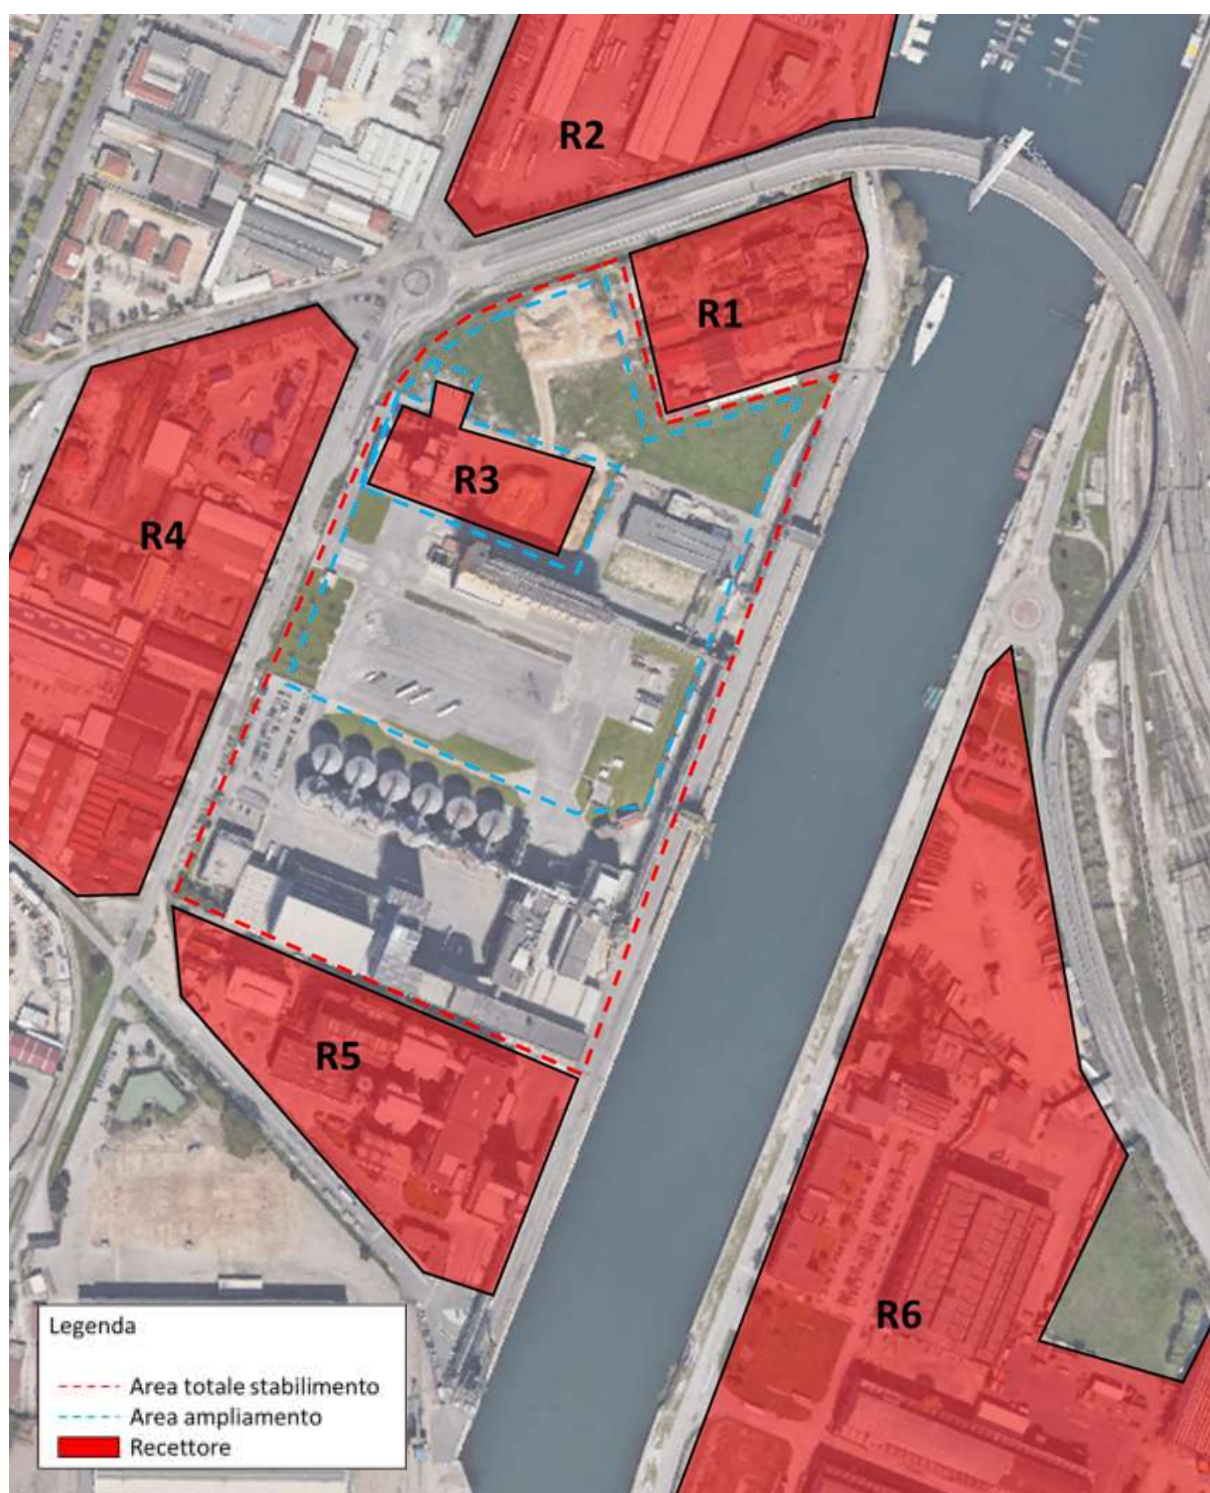 R2
R1
R3
R4
R5
R6
Legenda
Area totale stabilimento
Area ampliamento
Recettore